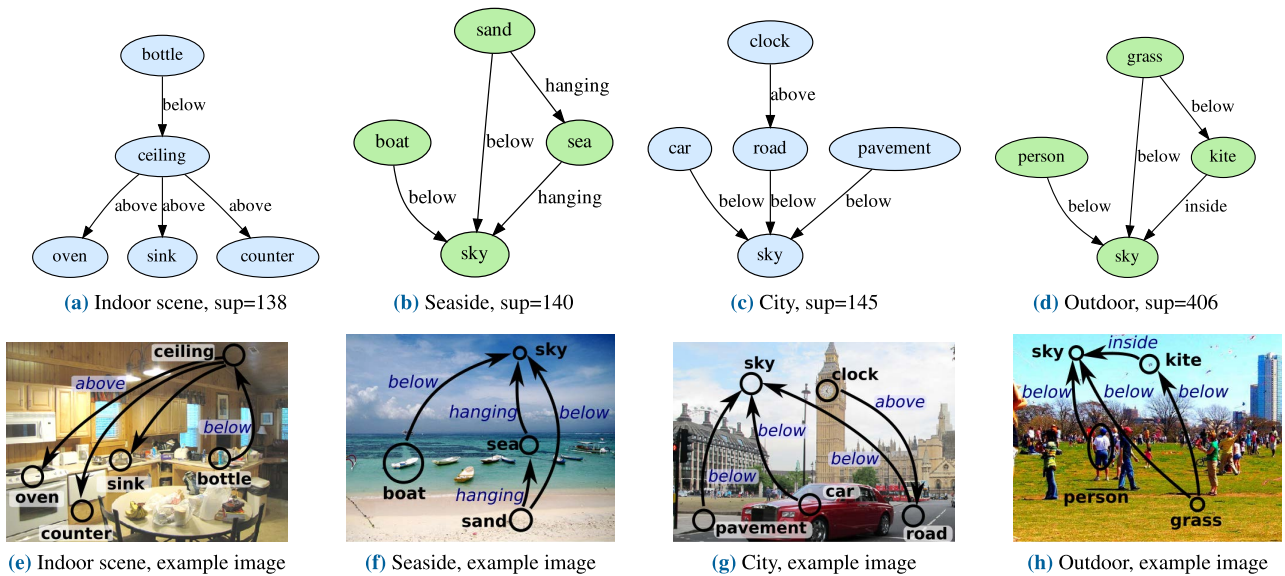 bottle
below
ceiling
above above above
oven sink counter
(a) Indoor scene, sup=138
sand
hanging
boat below sea
below hanging
sky
(b) Seaside, sup=140
clock
above
car road pavement
below below below
sky
(c) City, sup=145
grass
below
person below kite
below inside
sky
(d) Outdoor, sup=406
ceiling
above
below
oven sink bottle
counter
(e) Indoor scene, example image
sky
below
hanging below
sea
boat
hanging
sand
(f) Seaside, example image
sky clock
above
below
below below
car
pavement road
(g) City, example image
inside
sky kite
below below below
person
grass
(h) Outdoor, example image